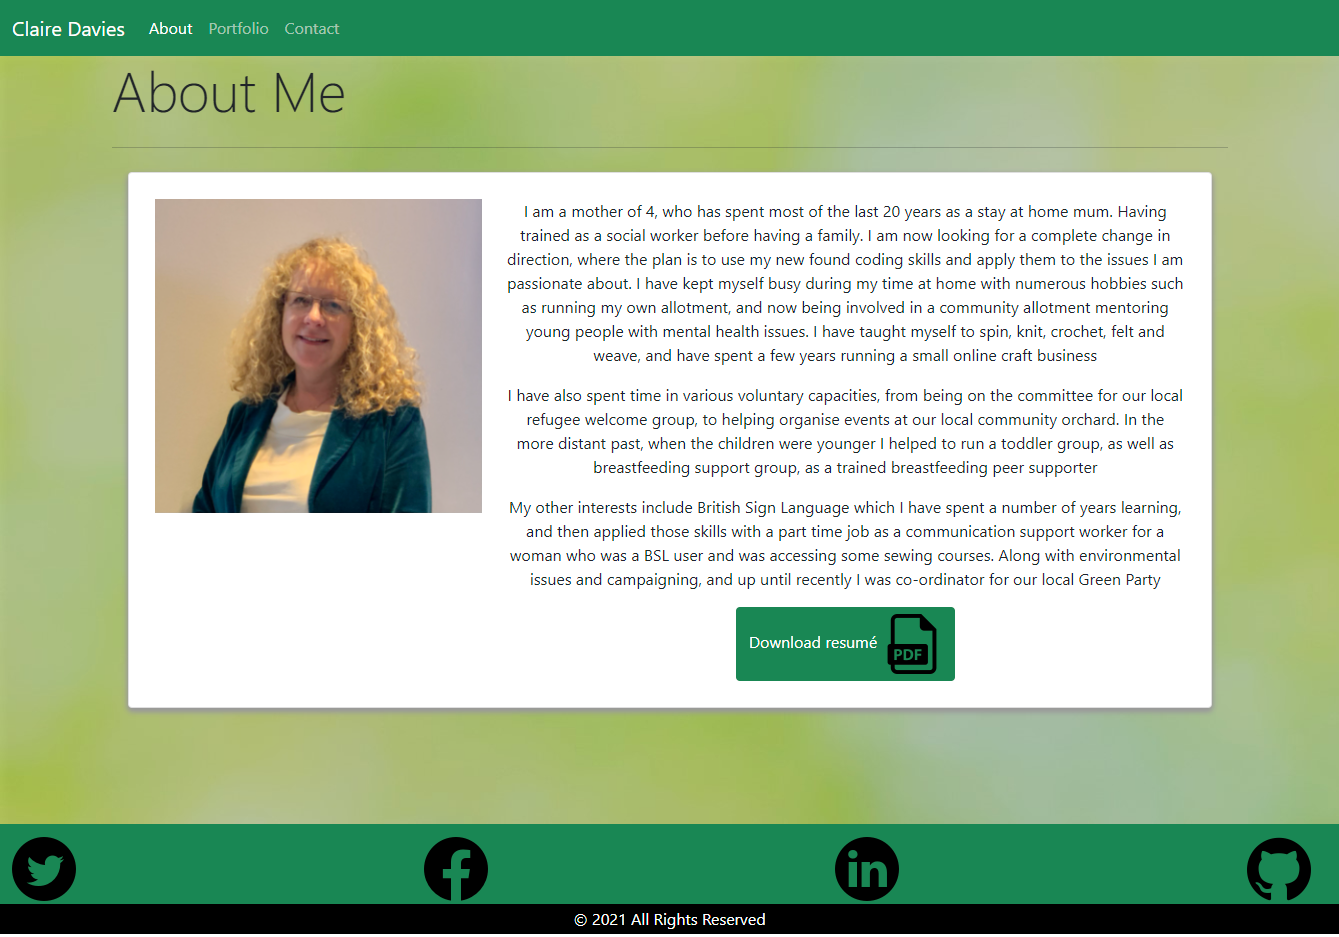 Claire Davies About Portfolio Contact
About Me
I am a mother of 4, who has spent most of the last 20 years as a stay at home mum. Having
trained as a social worker before having a family. I am now looking for a complete change in
direction, where the plan is to use my new found coding skills and apply them to the issues I am
passionate about. I have kept myself busy during my time at home with numerous hobbies such
as running my own allotment, and now being involved in a community allotment mentoring
young people with mental health issues. I have taught myself to spin, knit, crochet, felt and
weave, and have spent a few years running a small online craft business
I have also spent time in various voluntary capacities, from being on the committee for our local
refugee welcome group, to helping organise events at our local community orchard. In the
more distant past, when the children were younger I helped to run a toddler group, as well as
breastfeeding support group, as a trained breastfeeding peer supporter
My other interests include British Sign Language which I have spent a number of years learning,
and then applied those skills with a part time job as a communication support worker for a
woman who was a BSL user and was accessing some sewing courses. Along with environmental
issues and campaigning, and up until recently I was co-ordinator for our local Green Party
Download resumé PDF
in
© 2021 All Rights Reserved